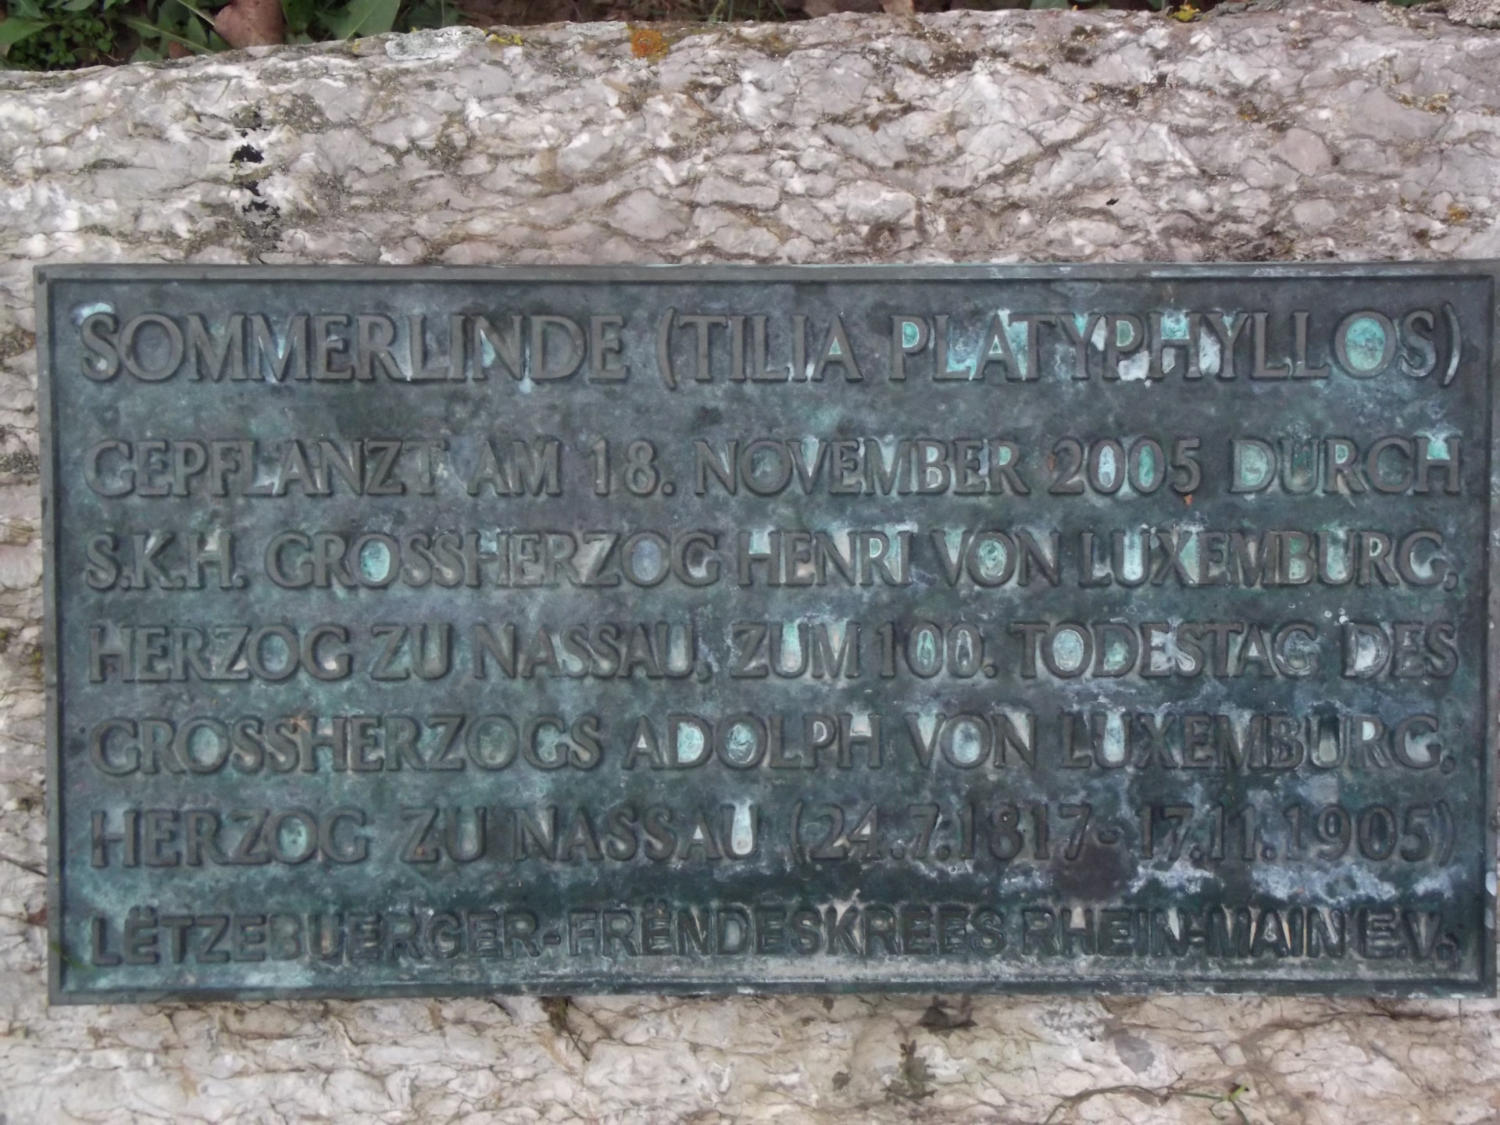 SOMMERLINDE (TILIA PLATYPHYLLOS)
GEPFLANZT AM 18. NOVEMBER 2005 DURCH
S.K.H. GROSSHERZOG HENRI VON LUXEMBURG,
HERZOG ZU NASSAU, ZUM 100. TODESTAG DES
GROSSHERZOGS ADOLPH VON LUXEMBURG,
HERZOG ZU NASSAU (24.7.1817-17.11.1905)
LËTZEBUERGER-FRËNDESKREES RHEIN-MAIN E.V.